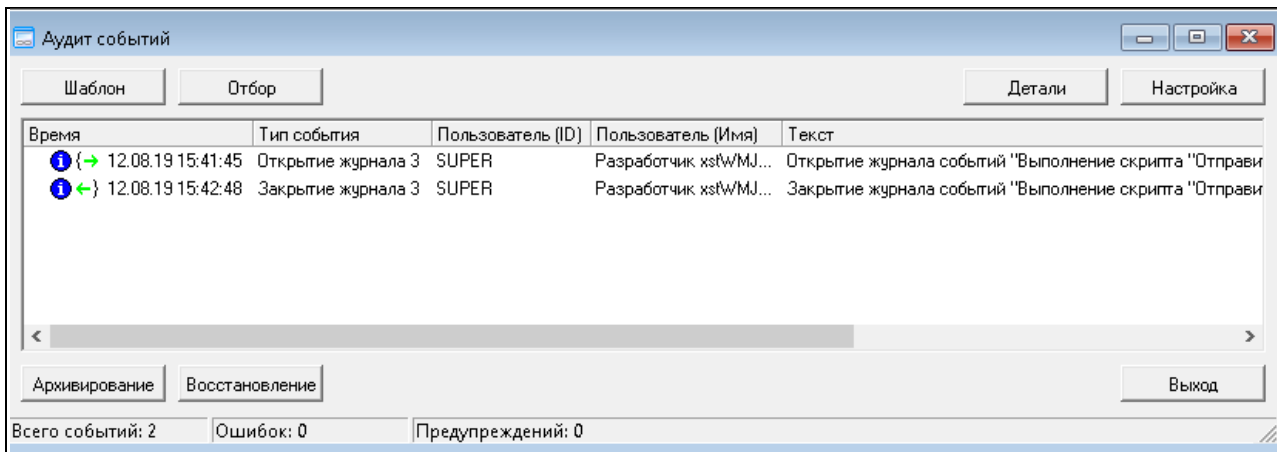 Аудит событий
Шаблон Отбор Детали Настройка
Время Тип события Пользователь (ID) Пользователь (Имя) Текст
{→ 12.08.19 15:41:45 Открытие журнала З SUPER Разработчик xstWMJ... Открытие журнала событий "Выполнение скрипта "Отправи
←} 12.08.19 15:42:48 Закрытие журнала З SUPER Разработчик xstWMJ... Закрытие журнала событий "Выполнение скрипта "Отправи
Архивирование Восстановление Выход
Всего событий: 2 Ошибок: 0 Предупреждений: 0